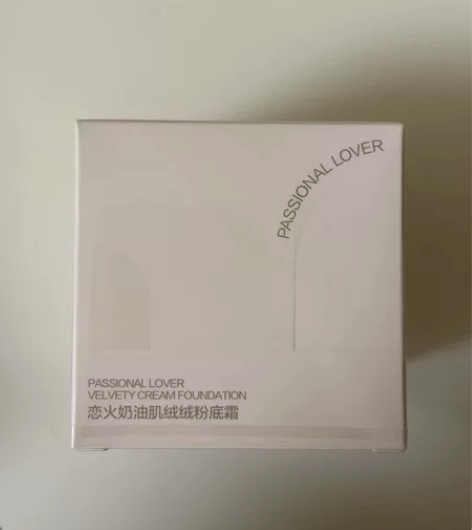 PASSIONAL LOVER
PASSIONAL LOVER
VELVETY CREAM FOUNDATION
恋火奶油肌绒绒粉底霜